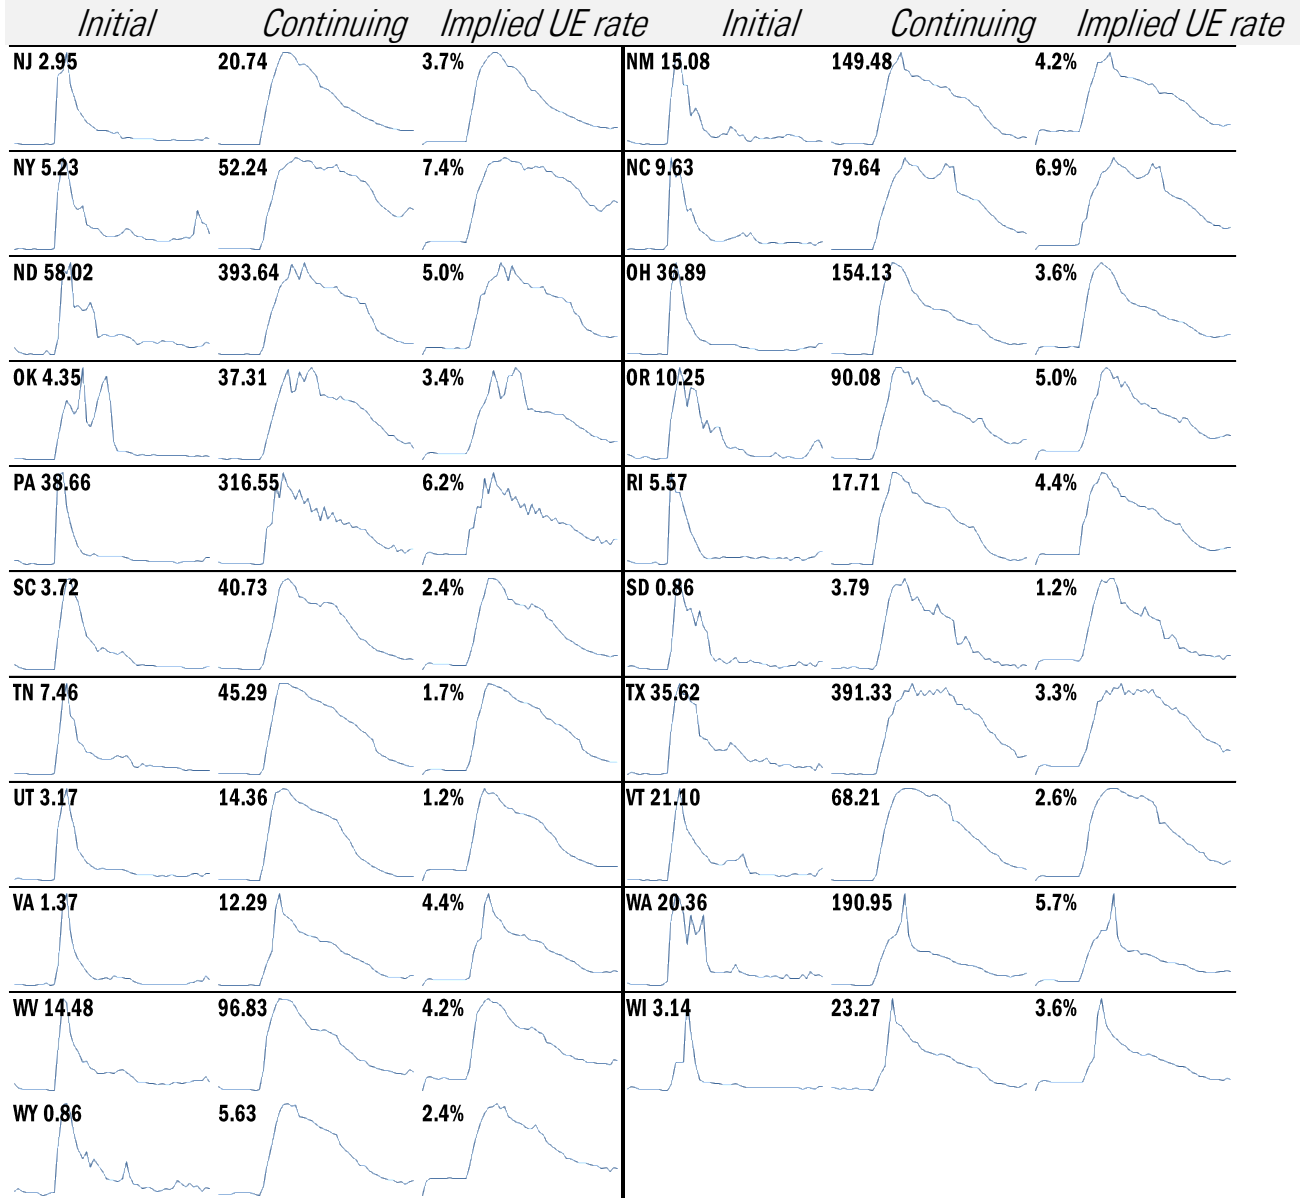 Initial Continuing Implied UE rate Initial Continuing Implied UE rate
NJ 2.95 20.74 3.7% NM 15.08 149.48 4.2%
NY 5.23 52.24 7.4% NC 9.63 79.64 6.9%
ND 58.02 393.64 5.0% OH 36.89 154.13 3.6%
OK 4.35 37.31 3.4% OR 10.25 90.08 5.0%
PA 38.66 316.55 6.2% RI 5.57 17.71 4.4%
SC 3.72 40.73 2.4% SD 0.86 3.79 1.2%
TN 7.46 45.29 1.7% TX 35.62 391.33 3.3%
UT 3.17 14.36 1.2% VT 21.10 68.21 2.6%
VA 1.37 12.29 4.4% WA 20.36 190.95 5.7%
WV 14.48 96.83 4.2% WI 3.14 23.27 3.6%
WY 0.86 5.63 2.4%